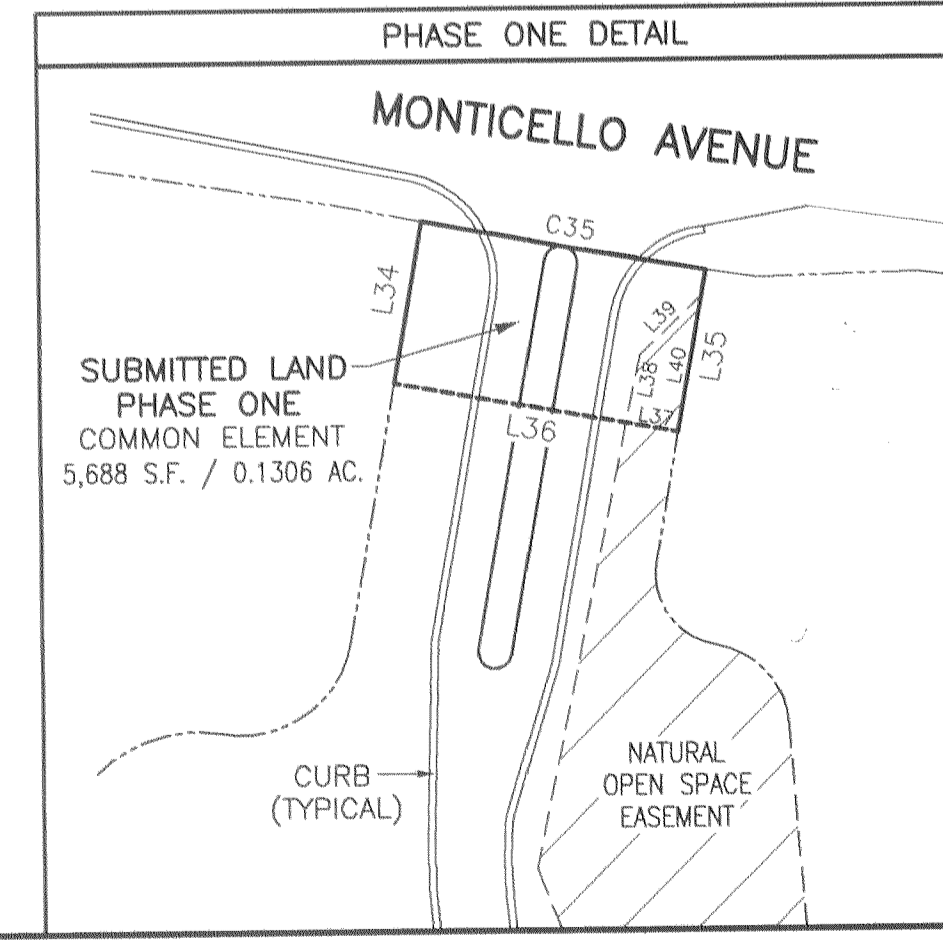 PHASE ONE DETAIL
MONTICELLO AVENUE
C35
L34
L39
L35
L40
L38
L37
L36
SUBMITTED LAND
PHASE ONE
COMMON ELEMENT
5,688 S.F. / 0.1306 AC.
NATURAL
OPEN SPACE
EASEMENT
CURB
(TYPICAL)